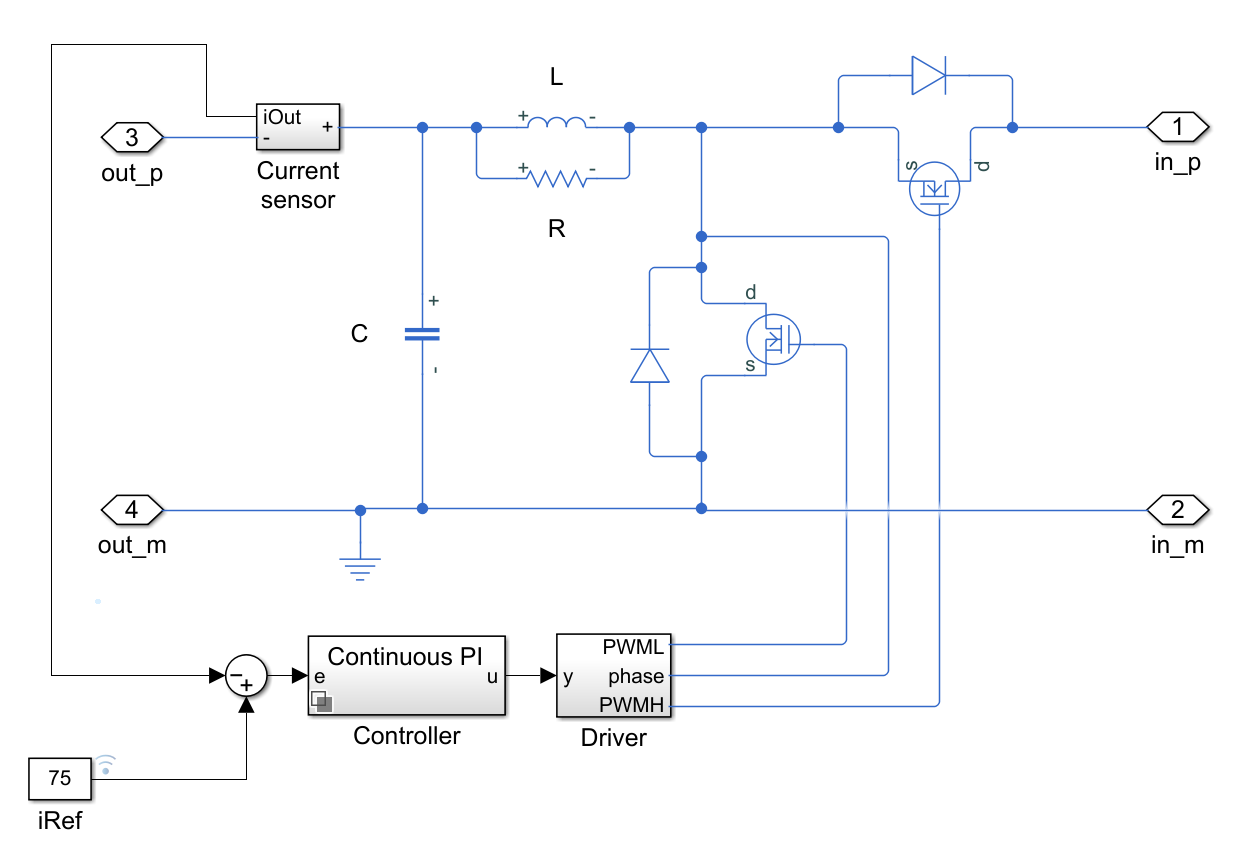 L
iOut
+
-
3
out_p
Current
sensor
+ -
+ -
R
s d
1
in_p
d
s
+
C
-
4
out_m
2
in_m
Continuous PI
e u
Controller
PWML
y phase
PWMH
Driver
−
+
75
iRef